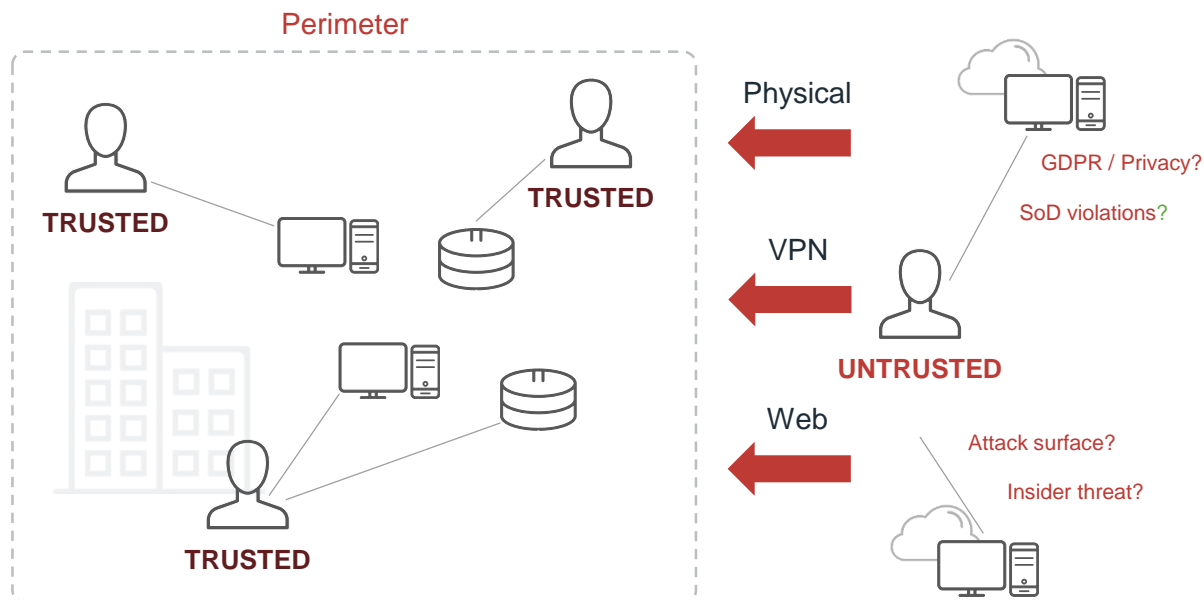 Perimeter
TRUSTED
TRUSTED
TRUSTED
Physical
VPN
Web
GDPR / Privacy?
SoD violations?
UNTRUSTED
Attack surface?
Insider threat?